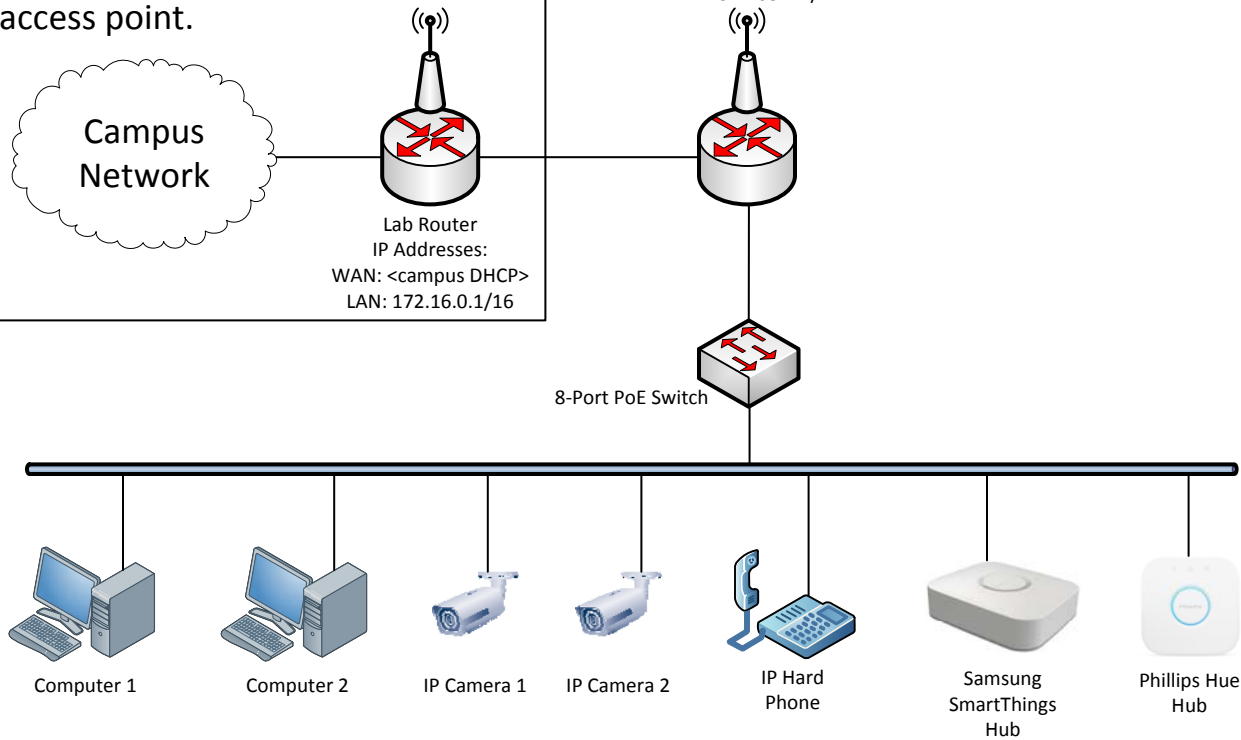 access point.
Campus
Network
Lab Router
IP Addresses:
WAN: <campus DHCP>
LAN: 172.16.0.1/16
8-Port PoE Switch
Computer 1
Computer 2
IP Camera 1
IP Camera 2
IP Hard
Phone
Samsung
SmartThings
Hub
Phillips Hue
Hub